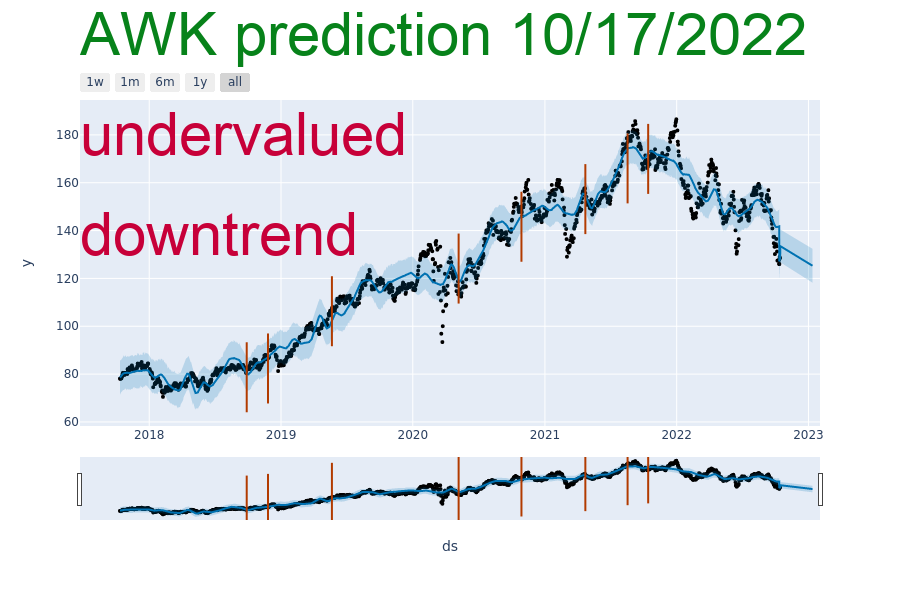 AWK prediction 10/17/2022
1w 1m 6m 1y all
undervalued
downtrend
180
160
140
120
100
80
60
y
2018 2019 2020 2021 2022 2023
ds